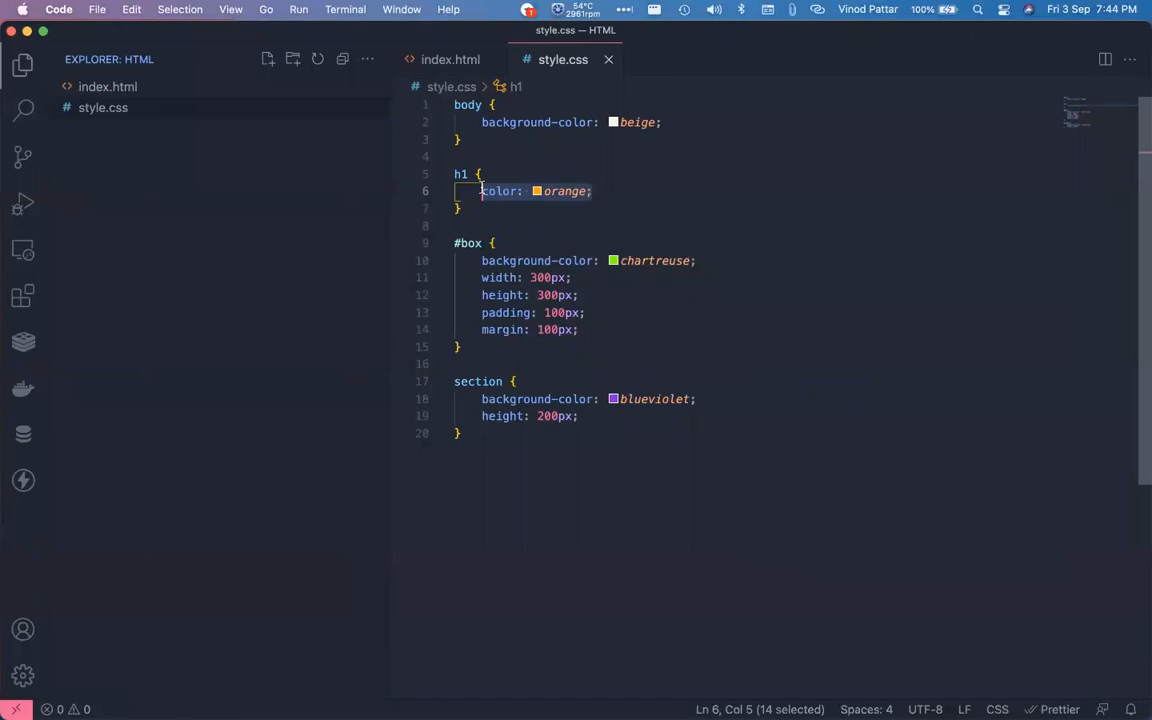 Code File Edit Selection View Go Run Terminal Window Help 1 54°C 2961rpm Vinod Pattar 100% Fri 3 Sep 7:44 PM
style.css — HTML
EXPLORER: HTML
index.html
style.css
index.html # style.css
# style.css > h1
1 body {
2 background-color: beige;
3 }
4
5 h1 {
6 color: orange;
7 }
8
9 #box {
10 background-color: chartreuse;
11 width: 300px;
12 height: 300px;
13 padding: 100px;
14 margin: 100px;
15 }
16
17 section {
18 background-color: blueviolet;
19 height: 200px;
20 }
0 0 Ln 6, Col 5 (14 selected) Spaces: 4 UTF-8 LF CSS Prettier